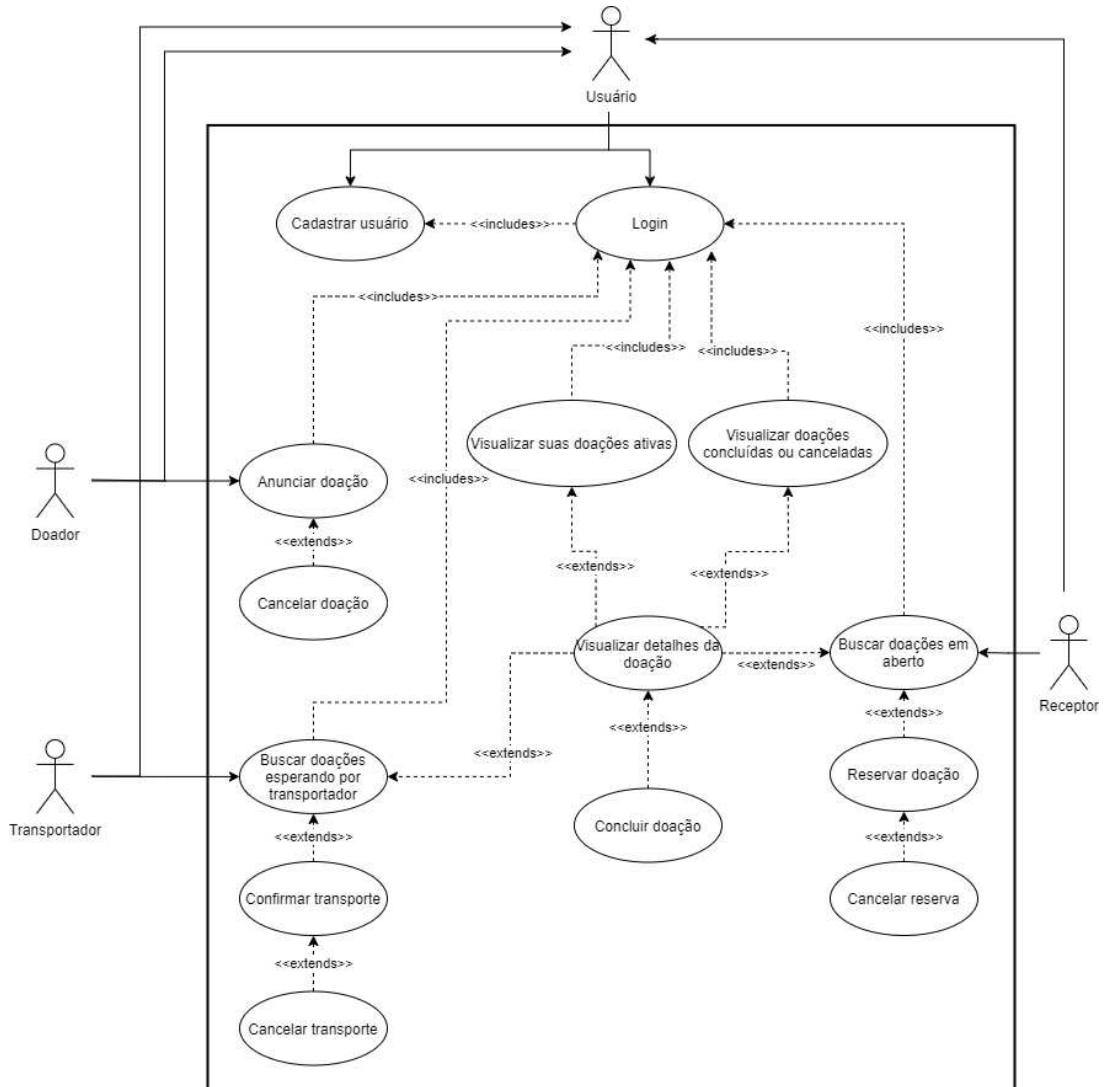 Usuário
Cadastrar usuário
<<includes>>
Login
<<includes>>
<<includes>>
<<includes>>
<<includes>>
Visualizar suas doações ativas
Visualizar doações
concluídas ou canceladas
Anunciar doação
<<includes>>
Doador
<<extends>>
<<extends>>
<<extends>>
Cancelar doação
Visualizar detalhes da
doação
<<extends>>
Buscar doações em
aberto
Receptor
<<extends>>
<<extends>>
<<extends>>
Buscar doações
esperando por
transportador
Reservar doação
Transportador
<<extends>>
Concluir doação
<<extends>>
Confirmar transporte
Cancelar reserva
<<extends>>
Cancelar transporte